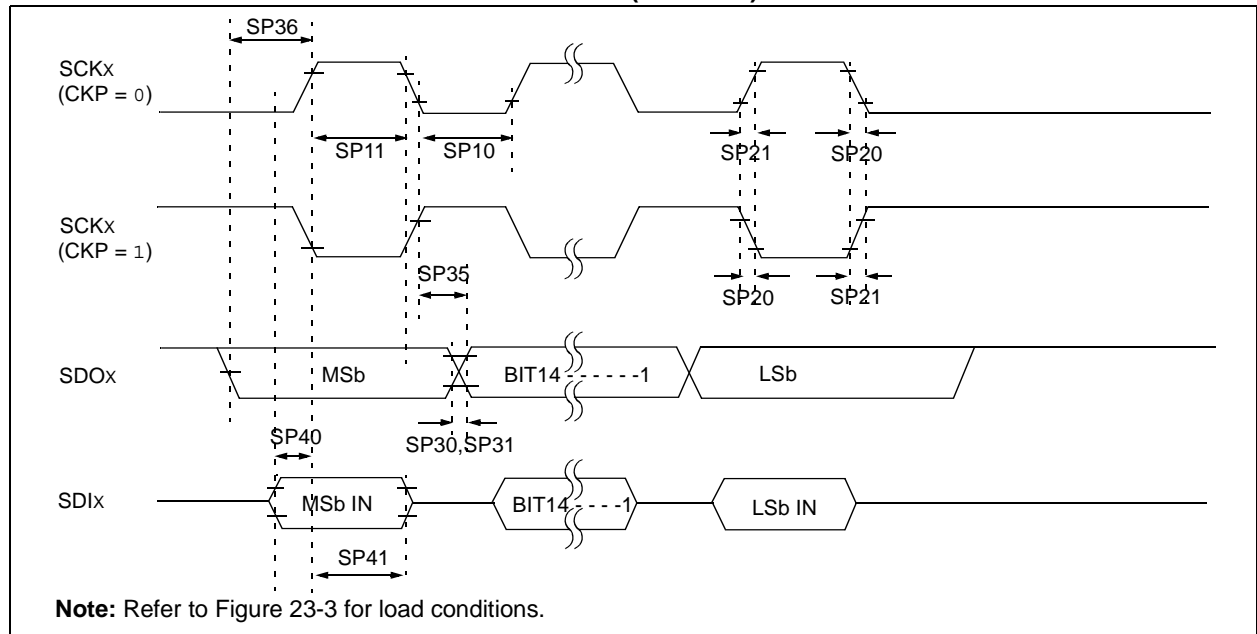 SP36
SCKX
(CKP = 0)
SP11
SP10
SP21
SP20
SCKX
(CKP = 1)
SP35
SP20
SP21
SDOX
MSb
BIT14 - - - - - -1
LSb
SP40
SP30,SP31
SDIX
MSb IN
BIT14 - - - -1
LSb IN
SP41
Note: Refer to Figure 23-3 for load conditions.